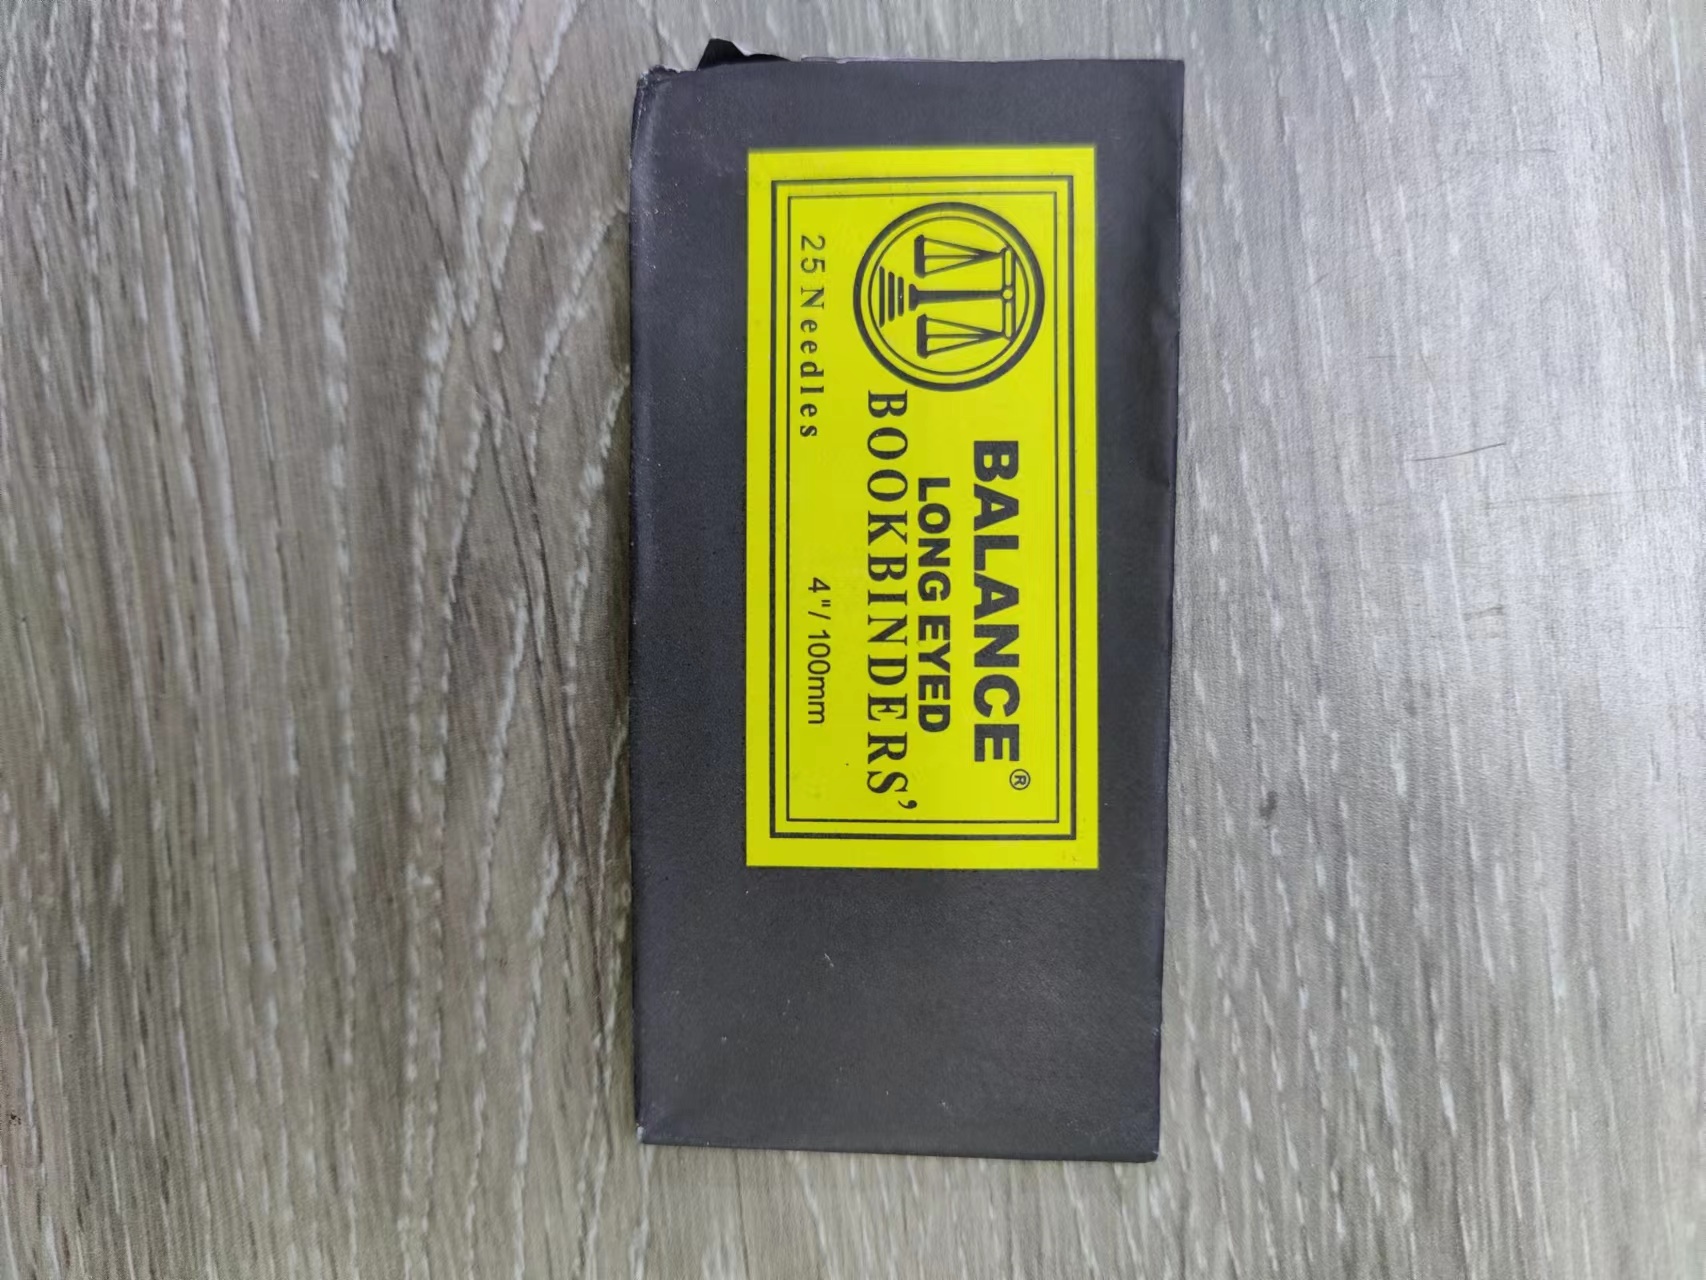 BALANCE®
LONG EYED
BOOKBINDERS'
25 Needles 4"/100mm